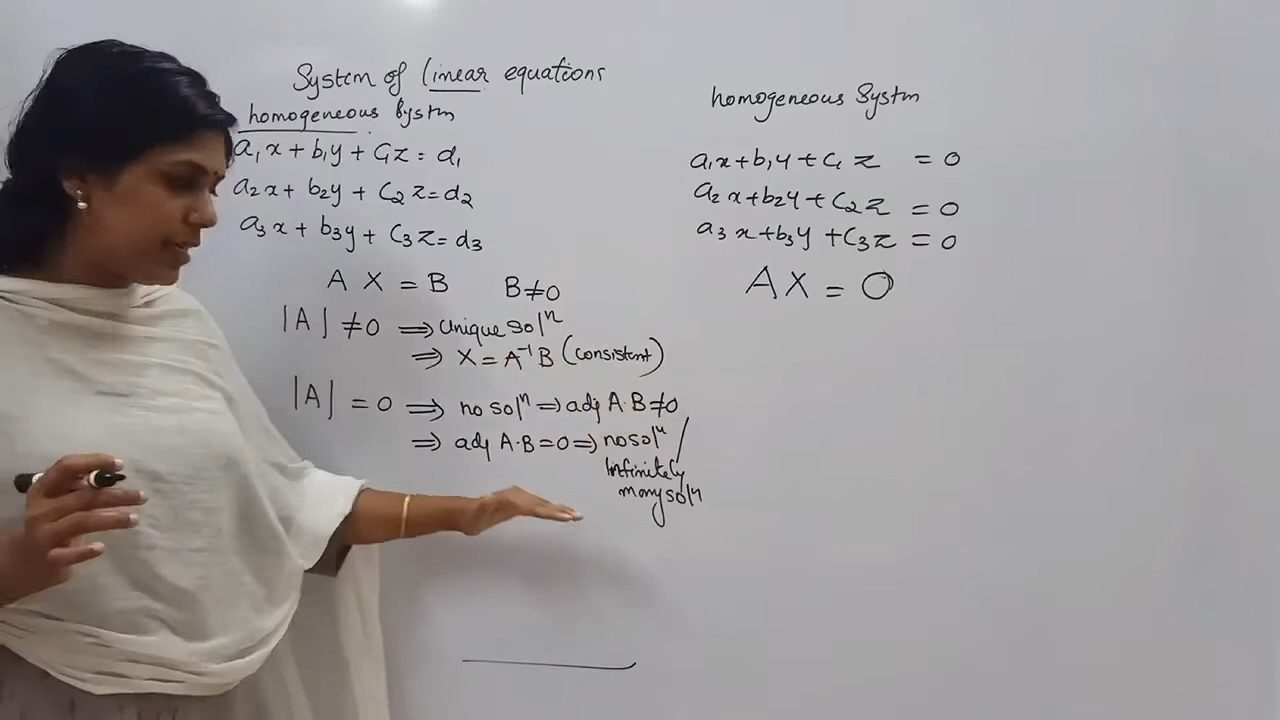 System of linear equations
homogeneous System
a₁x + b₁y + c₁z = d₁
a₂x + b₂y + c₂z = d₂
a₃x + b₃y + c₃z = d₃
A X = B B ≠ 0
|A| ≠ 0 ⇒ unique solⁿ
⇒ X = A⁻¹B (consistent)
|A| = 0 ⇒ no solⁿ ⇒ adj A·B ≠ 0
⇒ adj A·B = 0 ⇒ no solⁿ /
infinitely
many solⁿ
homogeneous Systm
a₁x + b₁y + c₁z = 0
a₂x + b₂y + c₂z = 0
a₃x + b₃y + c₃z = 0
AX = O